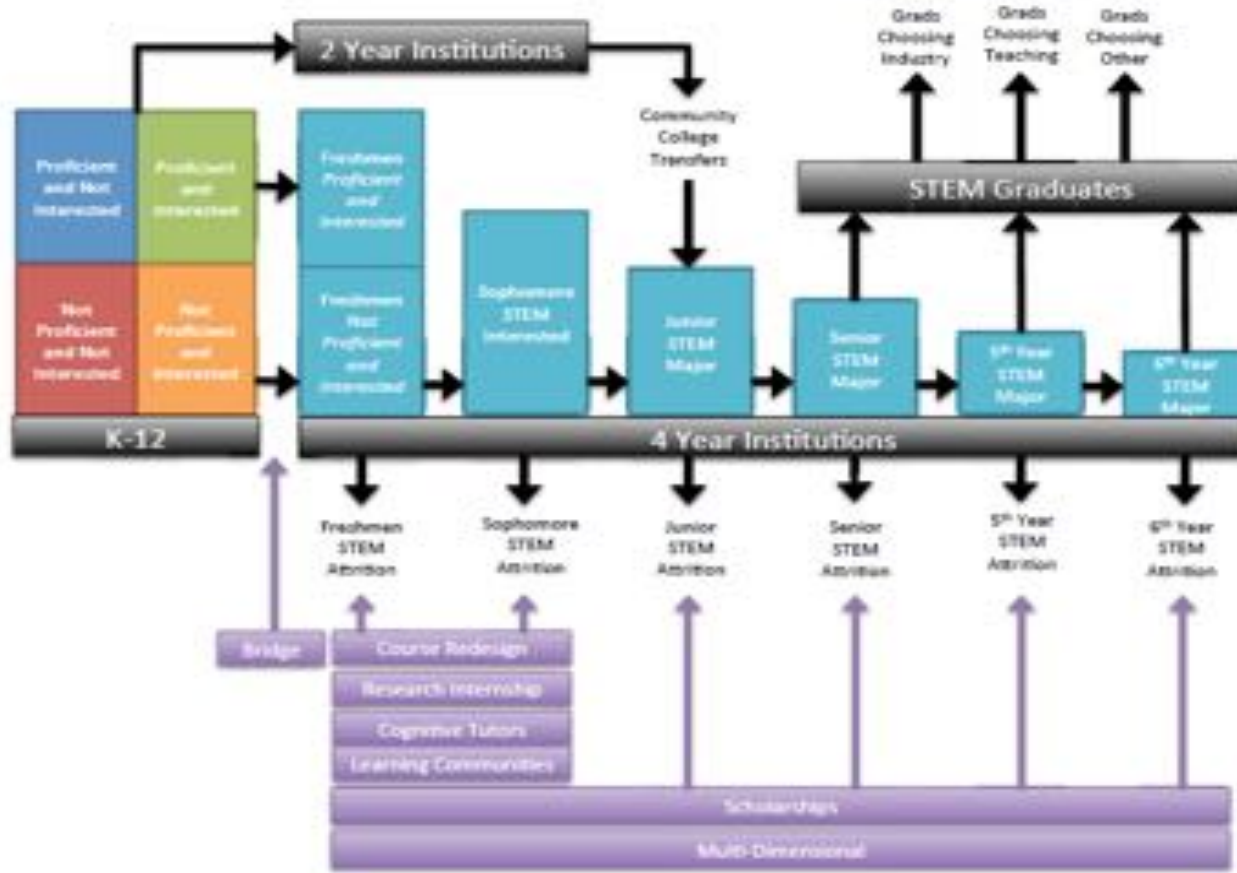 Grads
Choosing
Industry
Grads
Choosing
Teaching
Grads
Choosing
Other
2 Year Institutions
Community
College
Transfers
STEM Graduates
Proficient
and Not
Interested
Proficient
and
Interested
Freshmen
Proficient
and
Interested
Not
Proficient
and Not
Interested
Not
Proficient
and
Interested
Freshmen
Not
Proficient
and
Interested
Sophomore
STEM
Interested
Junior
STEM
Major
Senior
STEM
Major
5th Year
STEM
Major
6th Year
STEM
Major
K-12
4 Year Institutions
Freshmen
STEM
Attrition
Sophomore
STEM
Attrition
Junior
STEM
Attrition
Senior
STEM
Attrition
5th Year
STEM
Attrition
6th Year
STEM
Attrition
Bridge
Course Redesign
Research Internship
Cognitive Tutors
Learning Communities
Scholarships
Multi-Dimensional